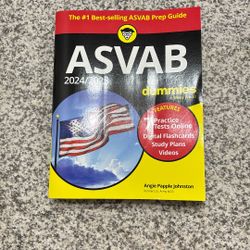 The #1 Best-selling ASVAB Prep Guide
ASVAB
2024/2025
dummies
FEATURES
Practice
Tests Online
Digital Flashcards
Study Plans
Videos
Angie Papple Johnston